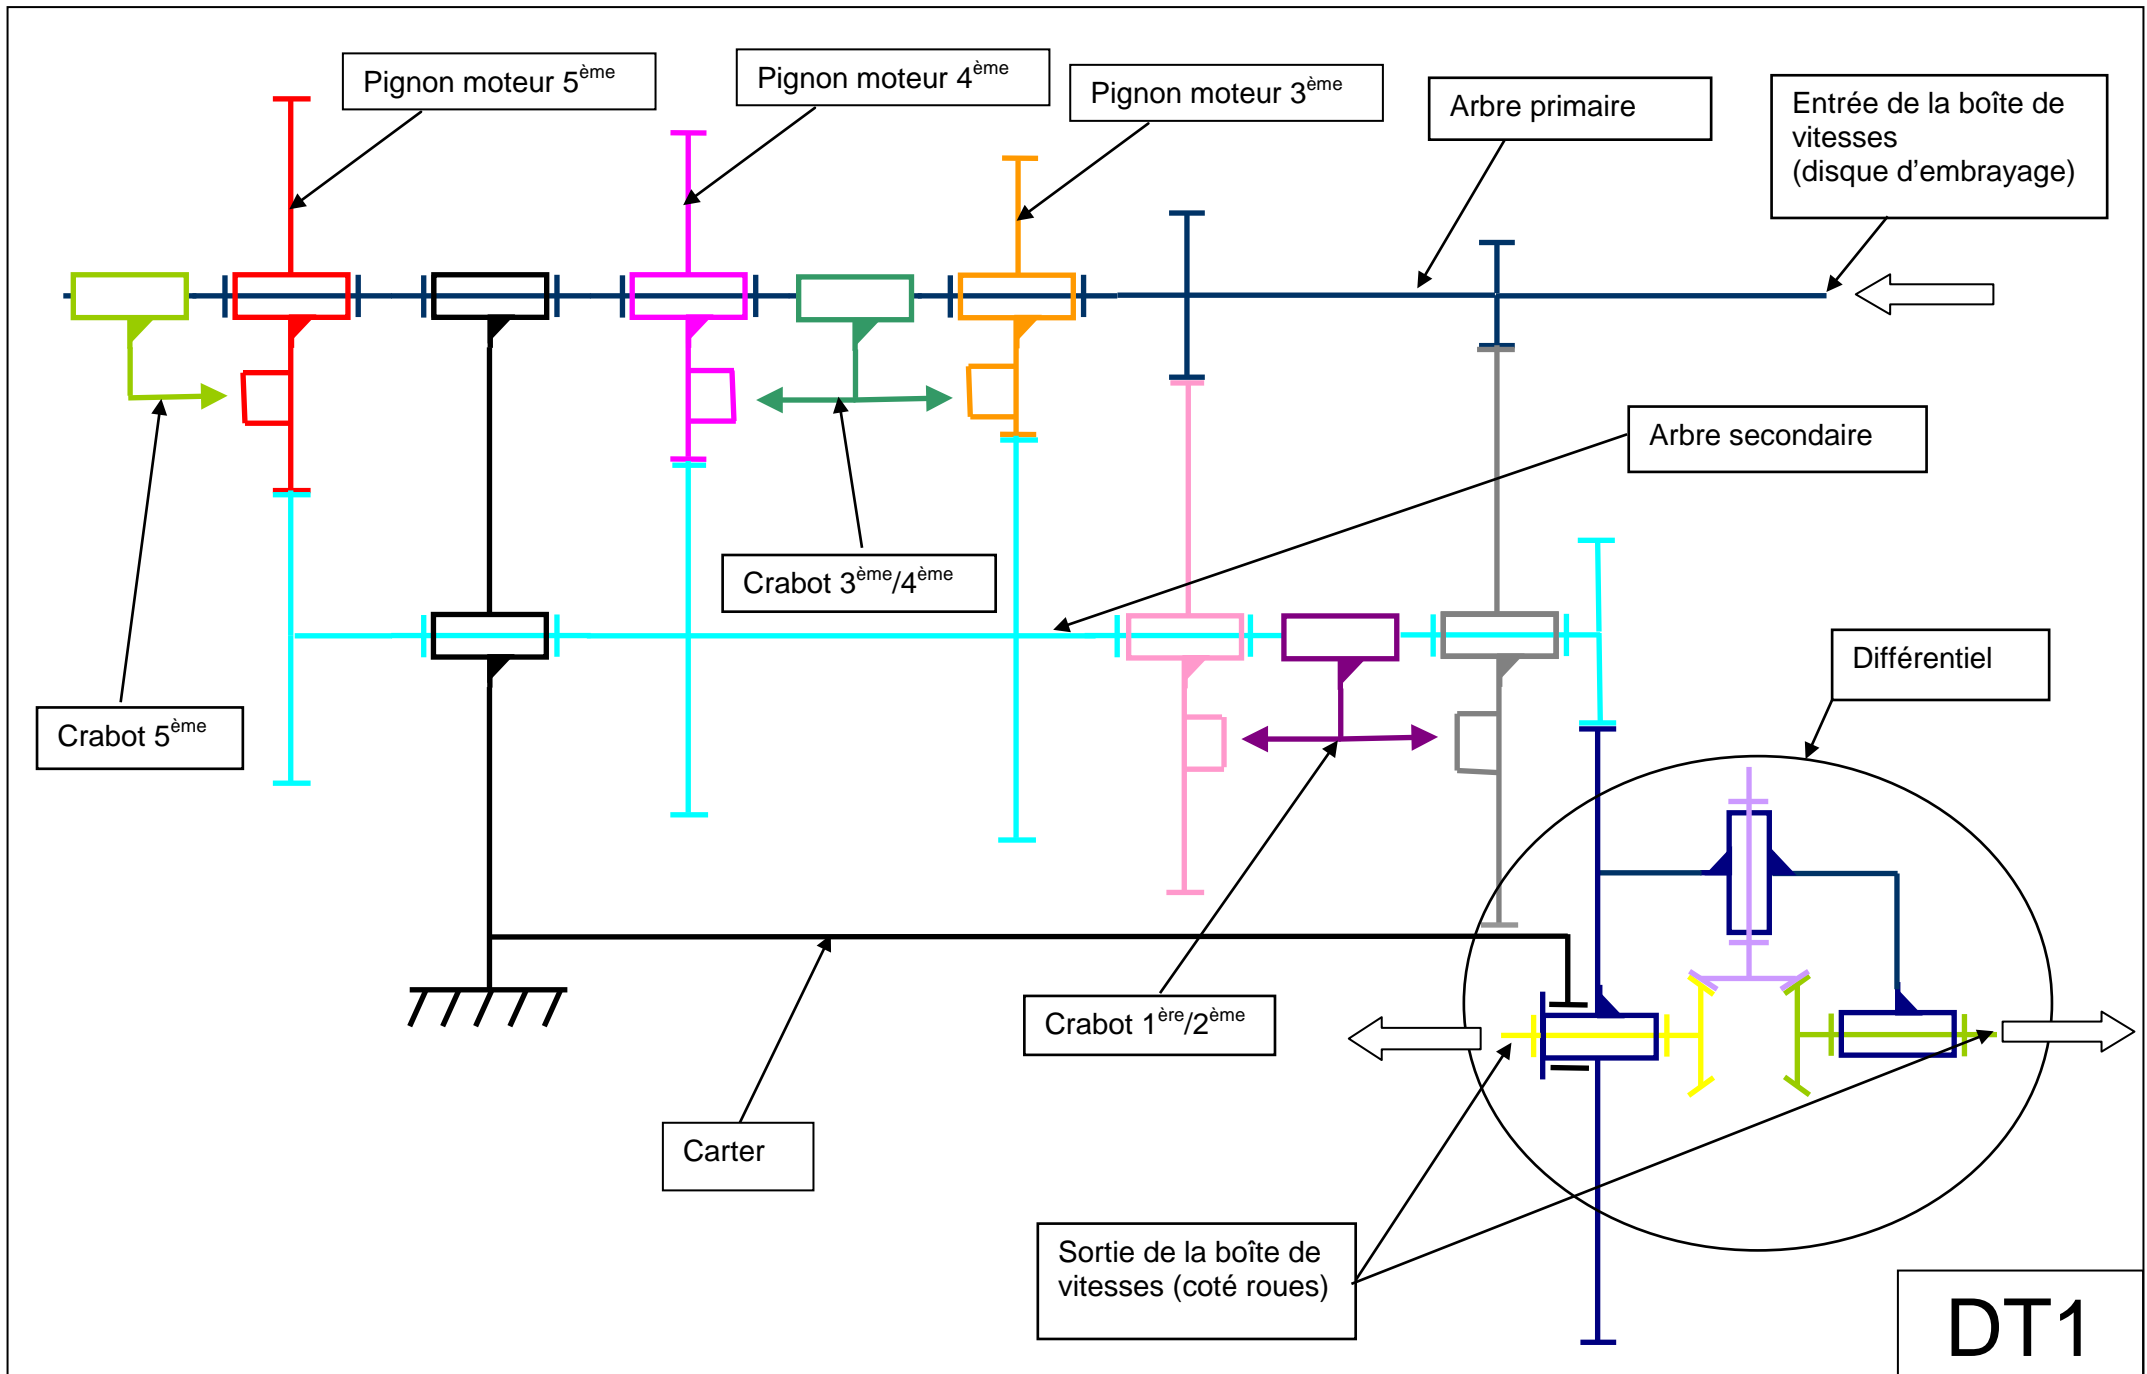 Pignon moteur 5ème
Pignon moteur 4ème
Pignon moteur 3ème
Arbre primaire
Entrée de la boîte de
vitesses
(disque d'embrayage)
Arbre secondaire
Crabot 3ème/4ème
Différentiel
Crabot 5ème
Crabot 1ère/2ème
Carter
Sortie de la boîte de
vitesses (coté roues)
DT1